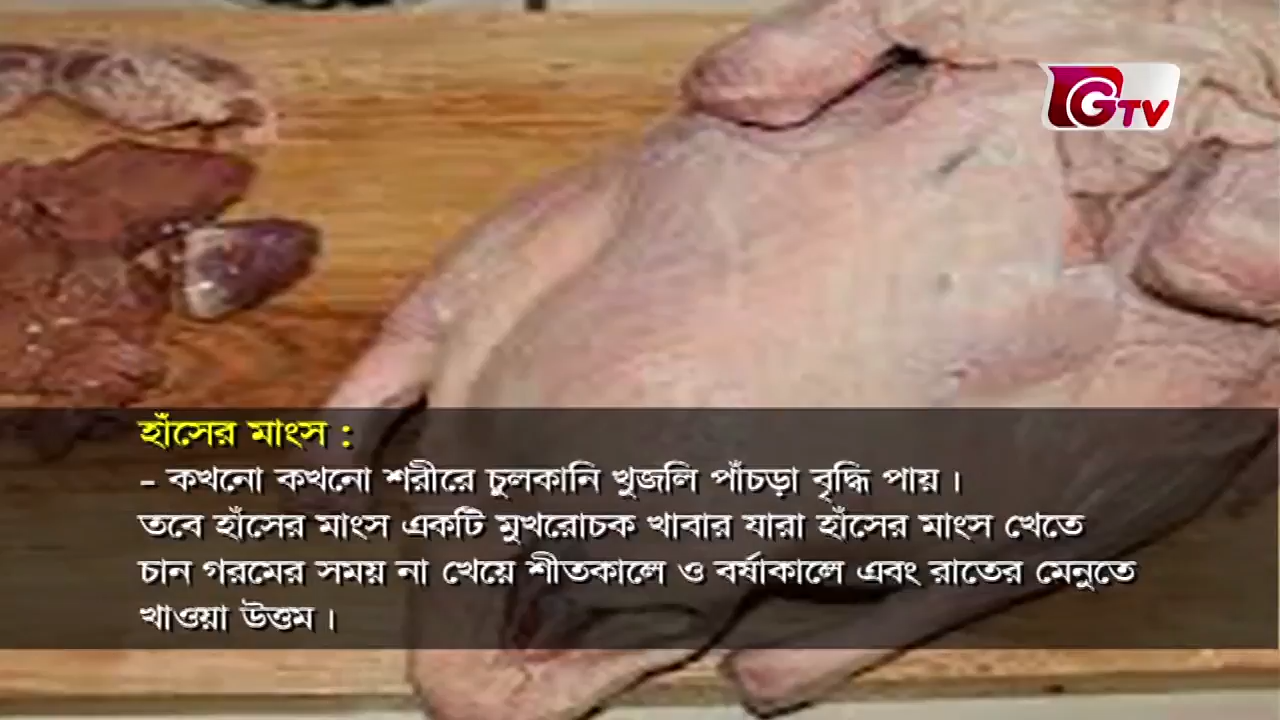 GTV
হাঁসের মাংস :
- কখনো কখনো শরীরে চুলকানি খুজলি পাঁচড়া বৃদ্ধি পায়।
তবে হাঁসের মাংস একটি মুখরোচক খাবার যারা হাঁসের মাংস খেতে
চান গরমের সময় না খেয়ে শীতকালে ও বর্ষাকালে এবং রাতের মেনুতে
খাওয়া উত্তম।